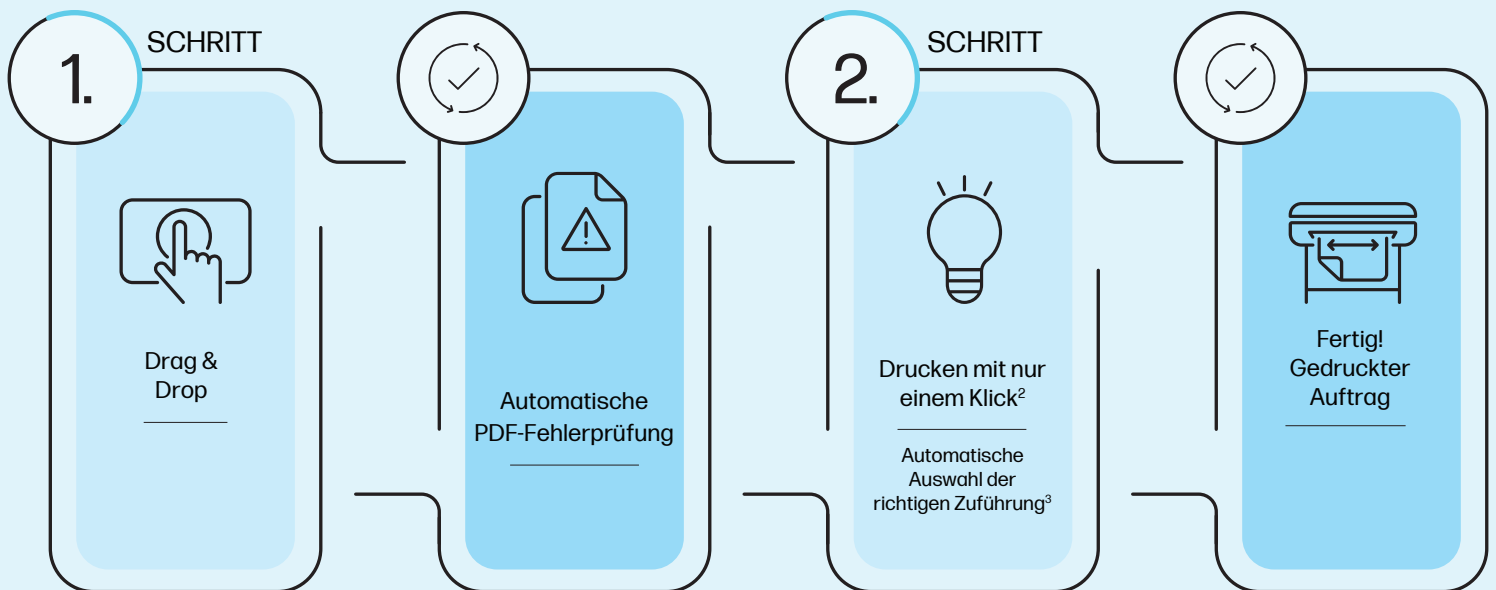 1. SCHRITT
Drag &
Drop
Automatische
PDF-Fehlerprüfung
2. SCHRITT
Drucken mit nur
einem Klick²
Automatische
Auswahl der
richtigen Zuführung³
Fertig!
Gedruckter
Auftrag